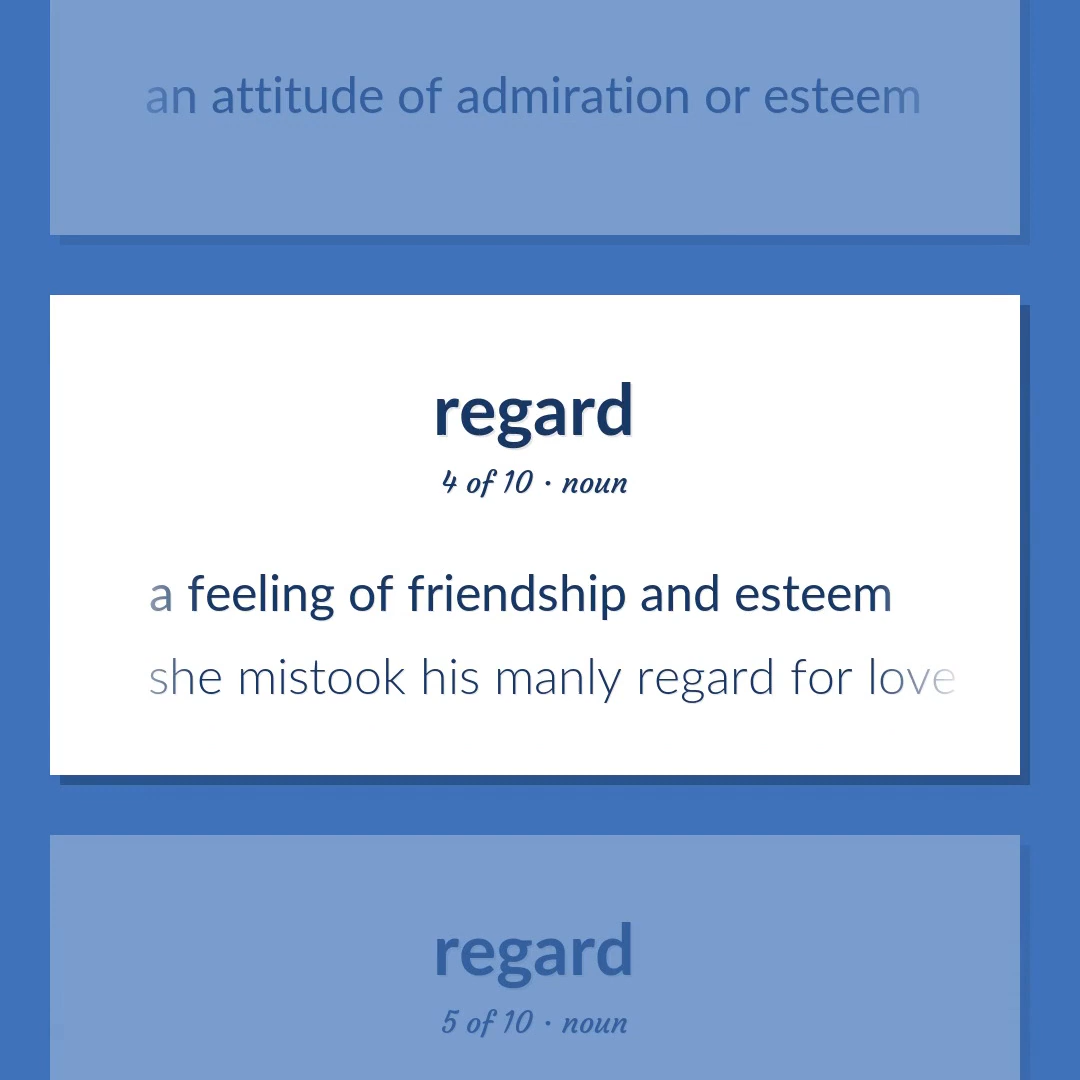 an attitude of admiration or esteem
regard
4 of 10 · noun
a feeling of friendship and esteem
she mistook his manly regard for love
regard
5 of 10 · noun